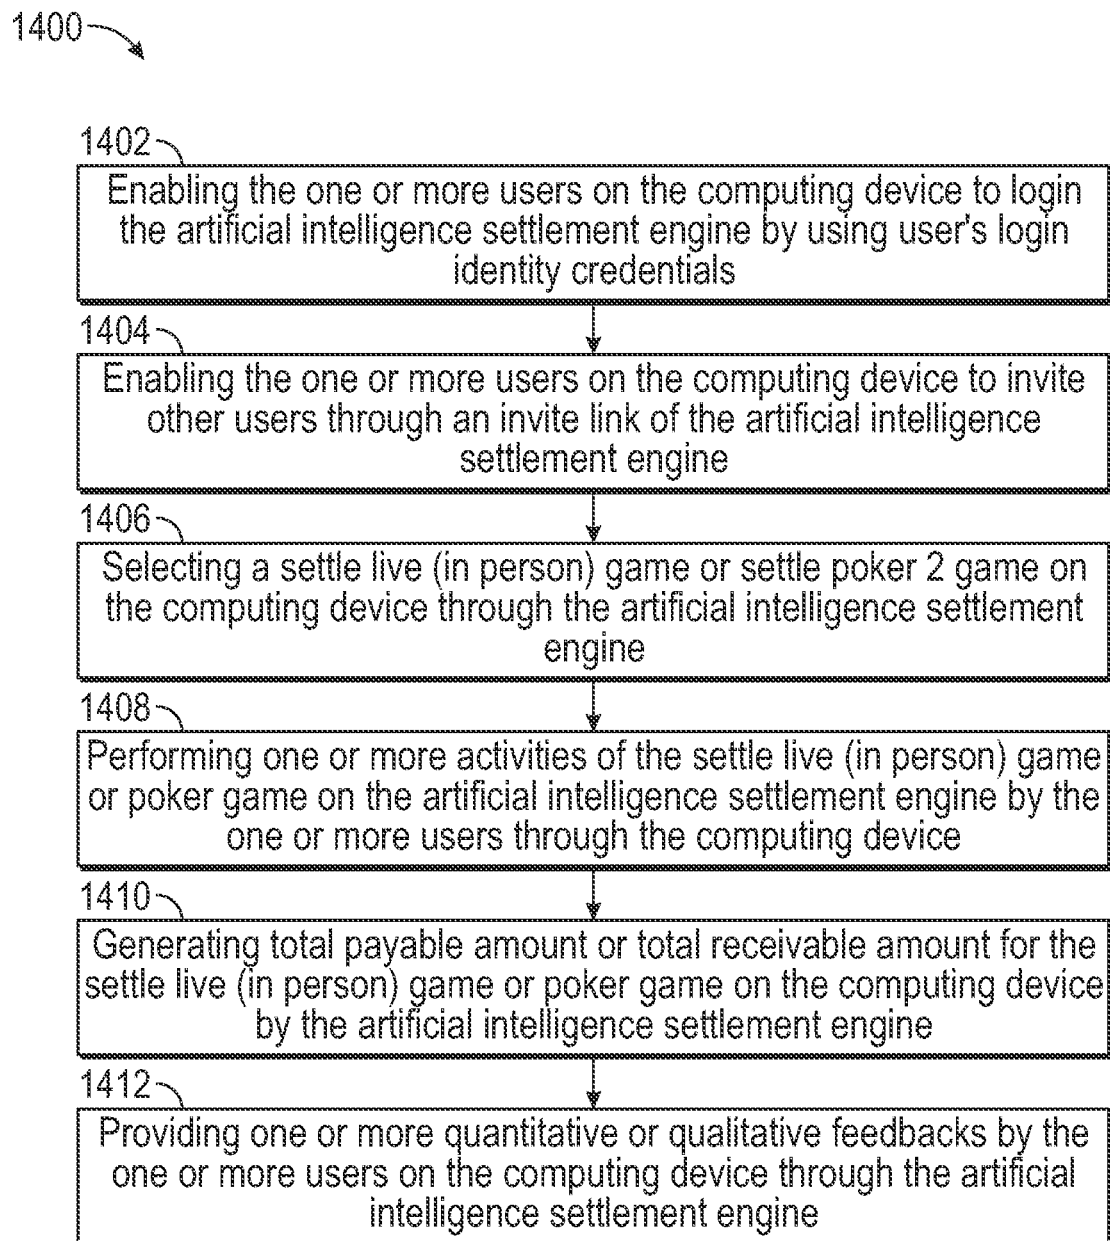 1400
1402
Enabling the one or more users on the computing device to login
the artificial intelligence settlement engine by using user's login
identity credentials
1404
Enabling the one or more users on the computing device to invite
other users through an invite link of the artificial intelligence
settlement engine
1406
Selecting a settle live (in person) game or settle poker 2 game on
the computing device through the artificial intelligence settlement
engine
1408
Performing one or more activities of the settle live (in person) game
or poker game on the artificial intelligence settlement engine by the
one or more users through the computing device
1410
Generating total payable amount or total receivable amount for the
settle live (in person) game or poker game on the computing device
by the artificial intelligence settlement engine
1412
Providing one or more quantitative or qualitative feedbacks by the
one or more users on the computing device through the artificial
intelligence settlement engine